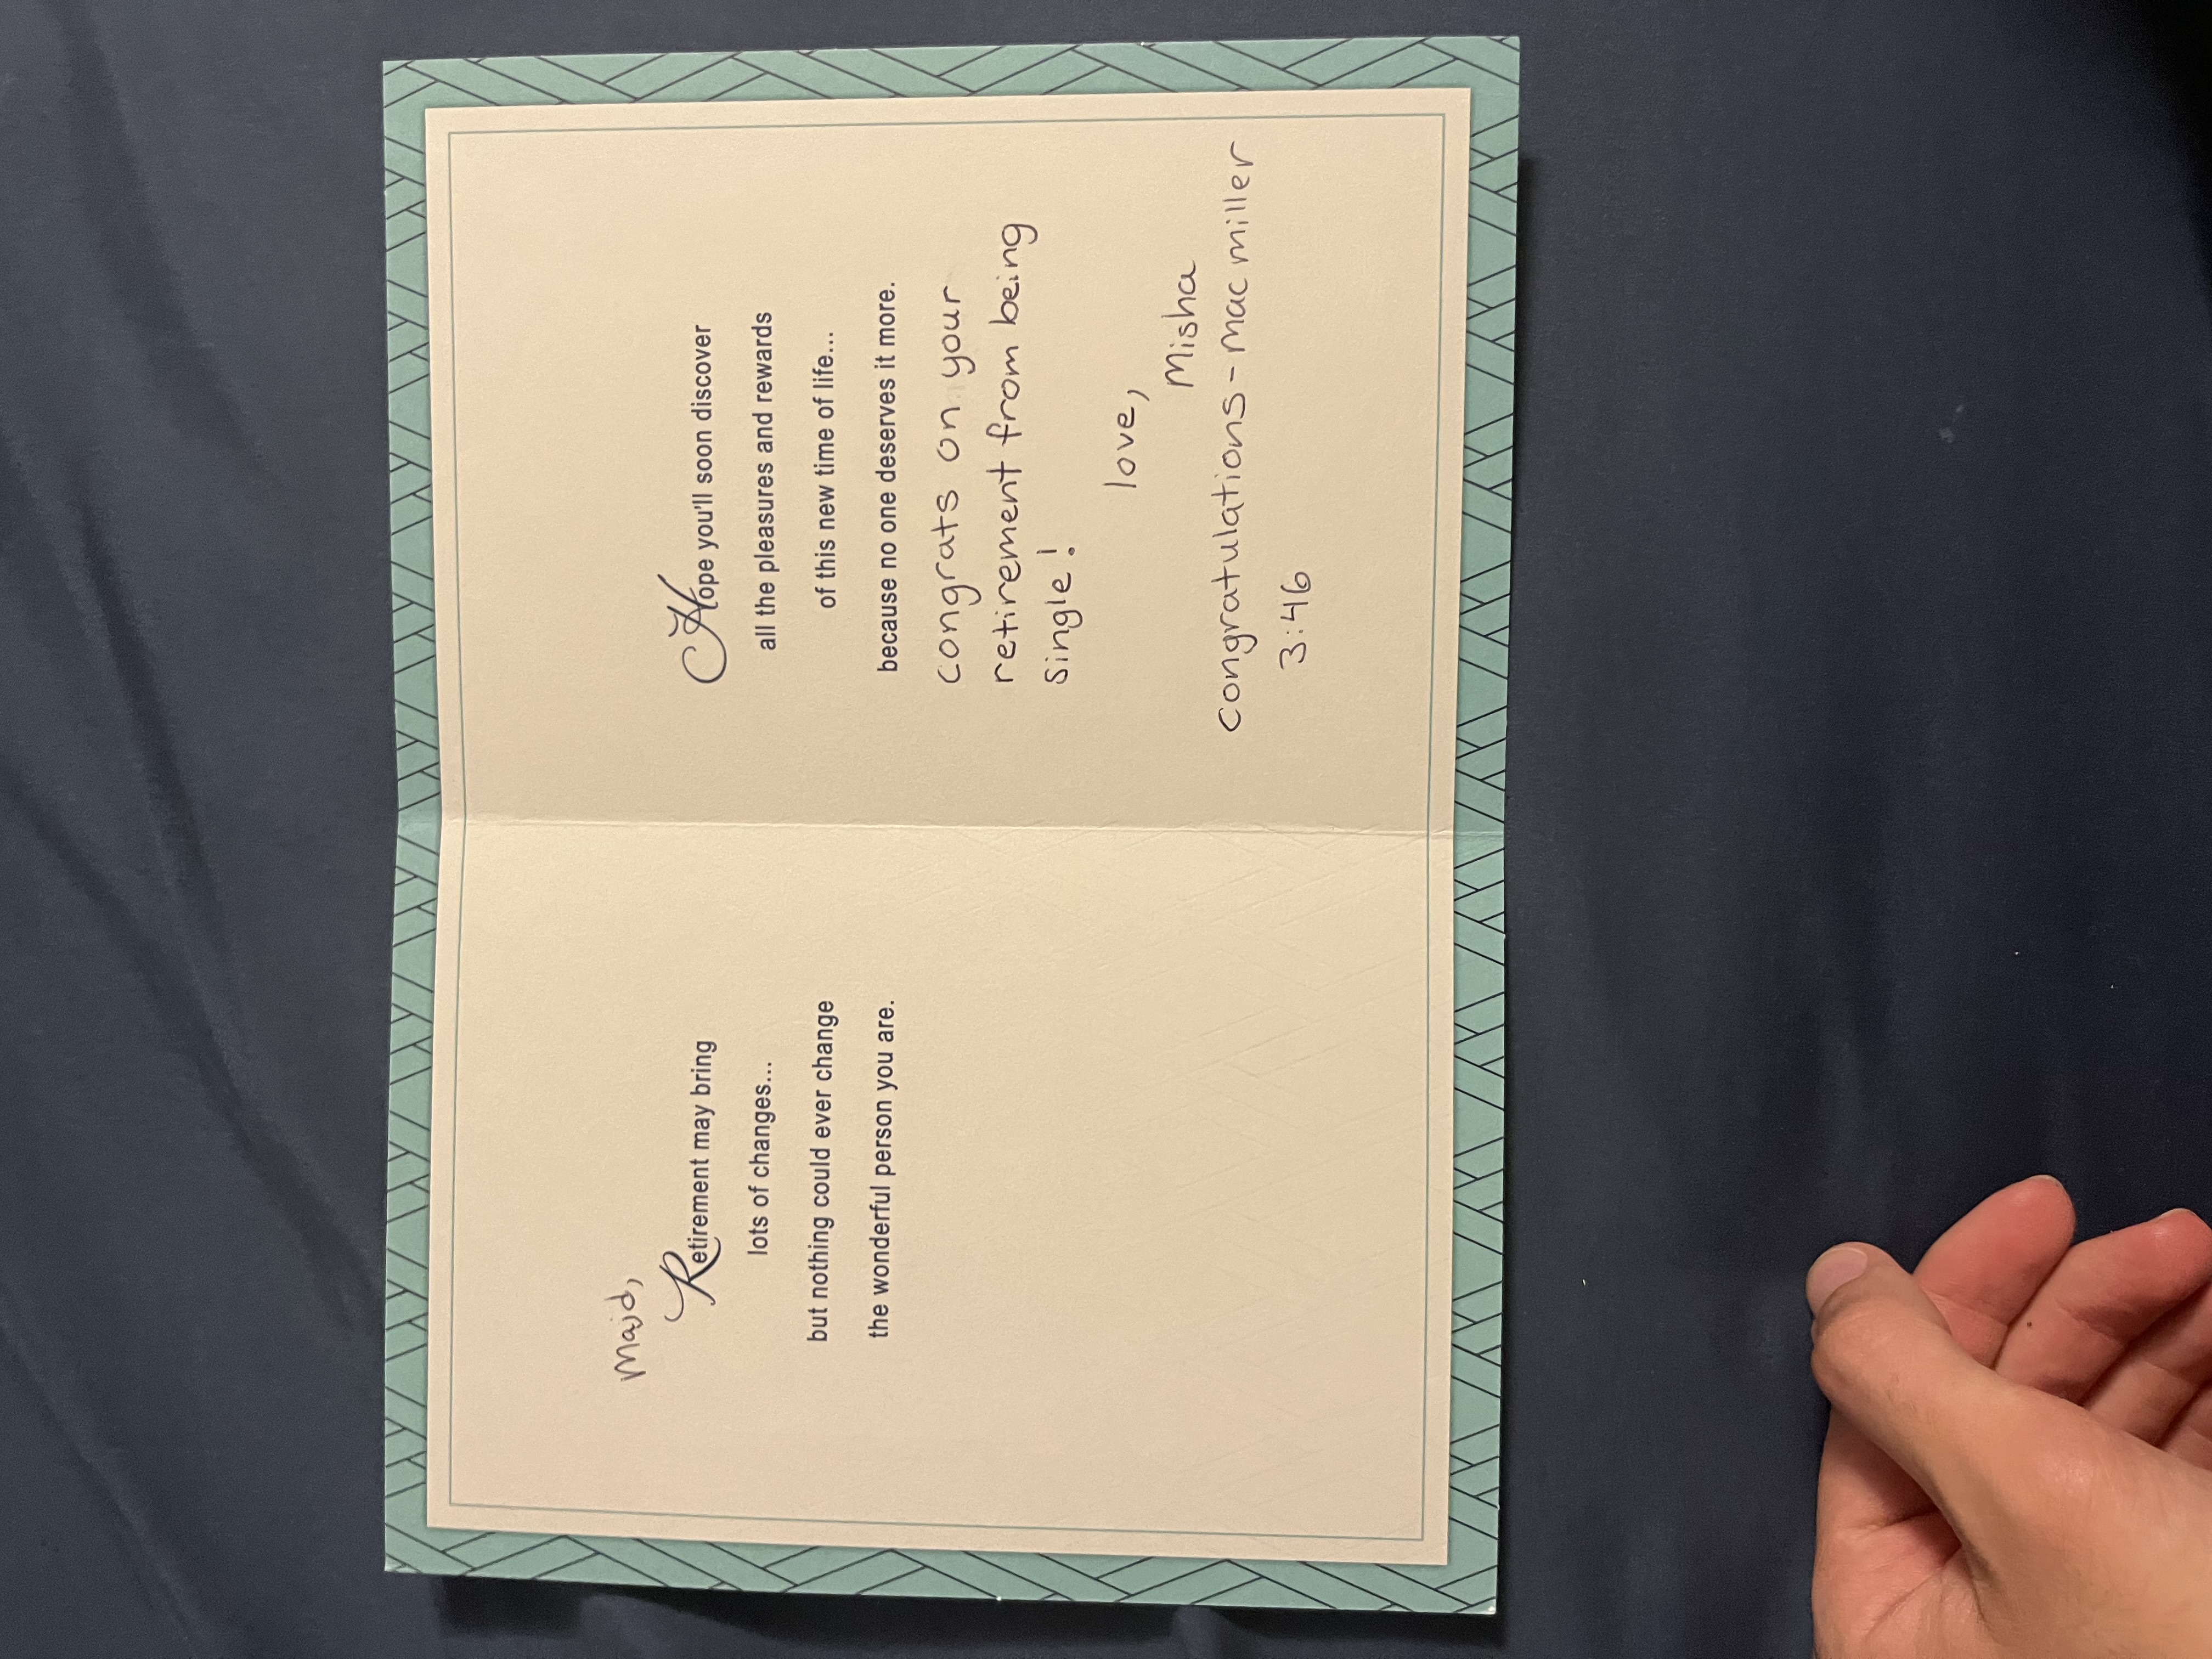 Majd,
Retirement may bring
lots of changes...
but nothing could ever change
the wonderful person you are.
Hope you'll soon discover
all the pleasures and rewards
of this new time of life...
because no one deserves it more.
congrats on your
retirement from being
single!
love,
Misha
congratulations - mac miller
3:46